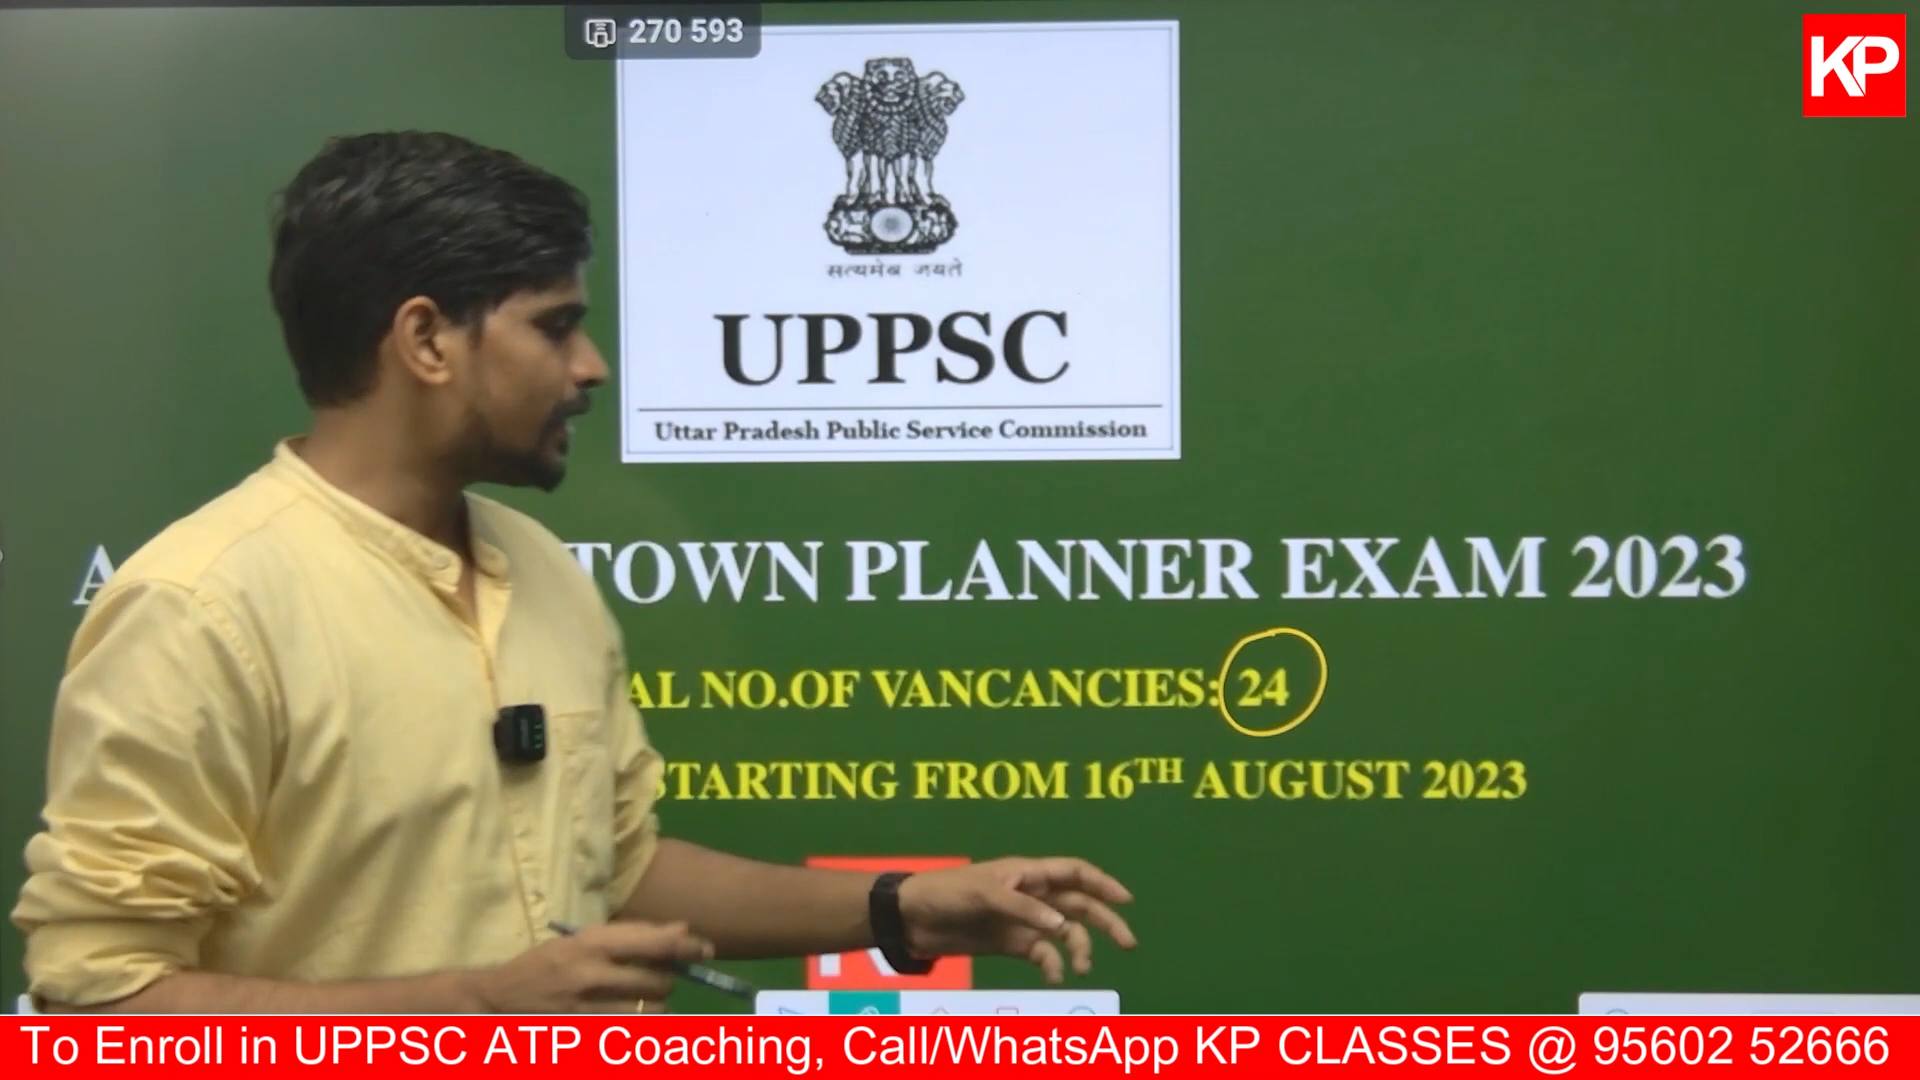 270 593
KP
सत्यमेव जयते
UPPSC
Uttar Pradesh Public Service Commission
TOWN PLANNER EXAM 2023
NO.OF VANCANCIES: 24
STARTING FROM 16TH AUGUST 2023
To Enroll in UPPSC ATP Coaching, Call/WhatsApp KP CLASSES @ 95602 52666